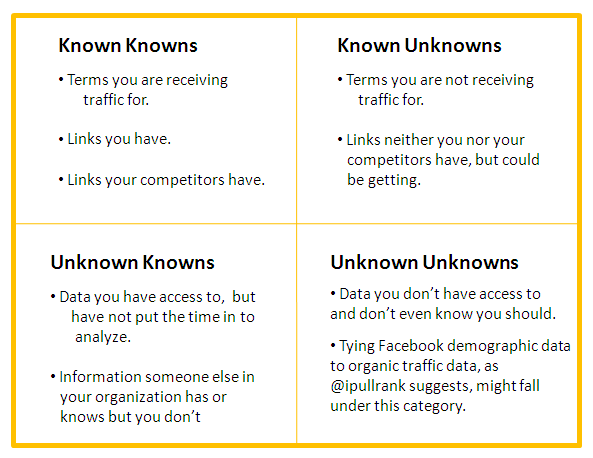 Known Knowns
• Terms you are receiving
traffic for.
• Links you have.
• Links your competitors have.
Known Unknowns
• Terms you are not receiving
traffic for.
• Links neither you nor your
competitors have, but could
be getting.
Unknown Knowns
• Data you have access to, but
have not put the time in to
analyze.
• Information someone else in
your organization has or
knows but you don’t
Unknown Unknowns
• Data you don’t have access to
and don’t even know you should.
• Tying Facebook demographic data
to organic traffic data, as
@ipullrank suggests, might fall
under this category.